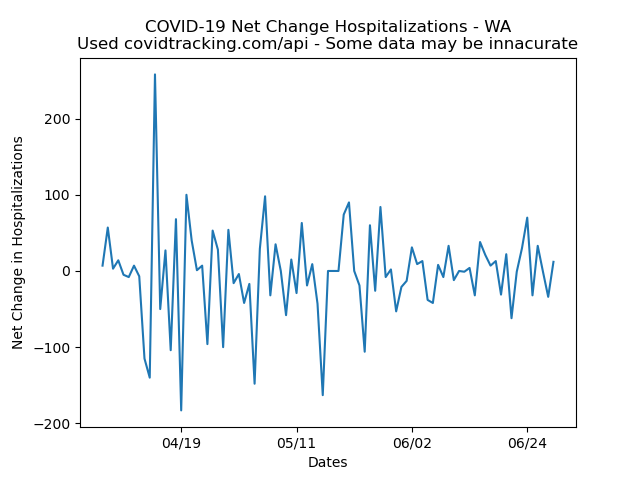 COVID-19 Net Change Hospitalizations - WA
Used covidtracking.com/api - Some data may be innacurate
Net Change in Hospitalizations
200
100
0
−100
−200
04/19 05/11 06/02 06/24
Dates